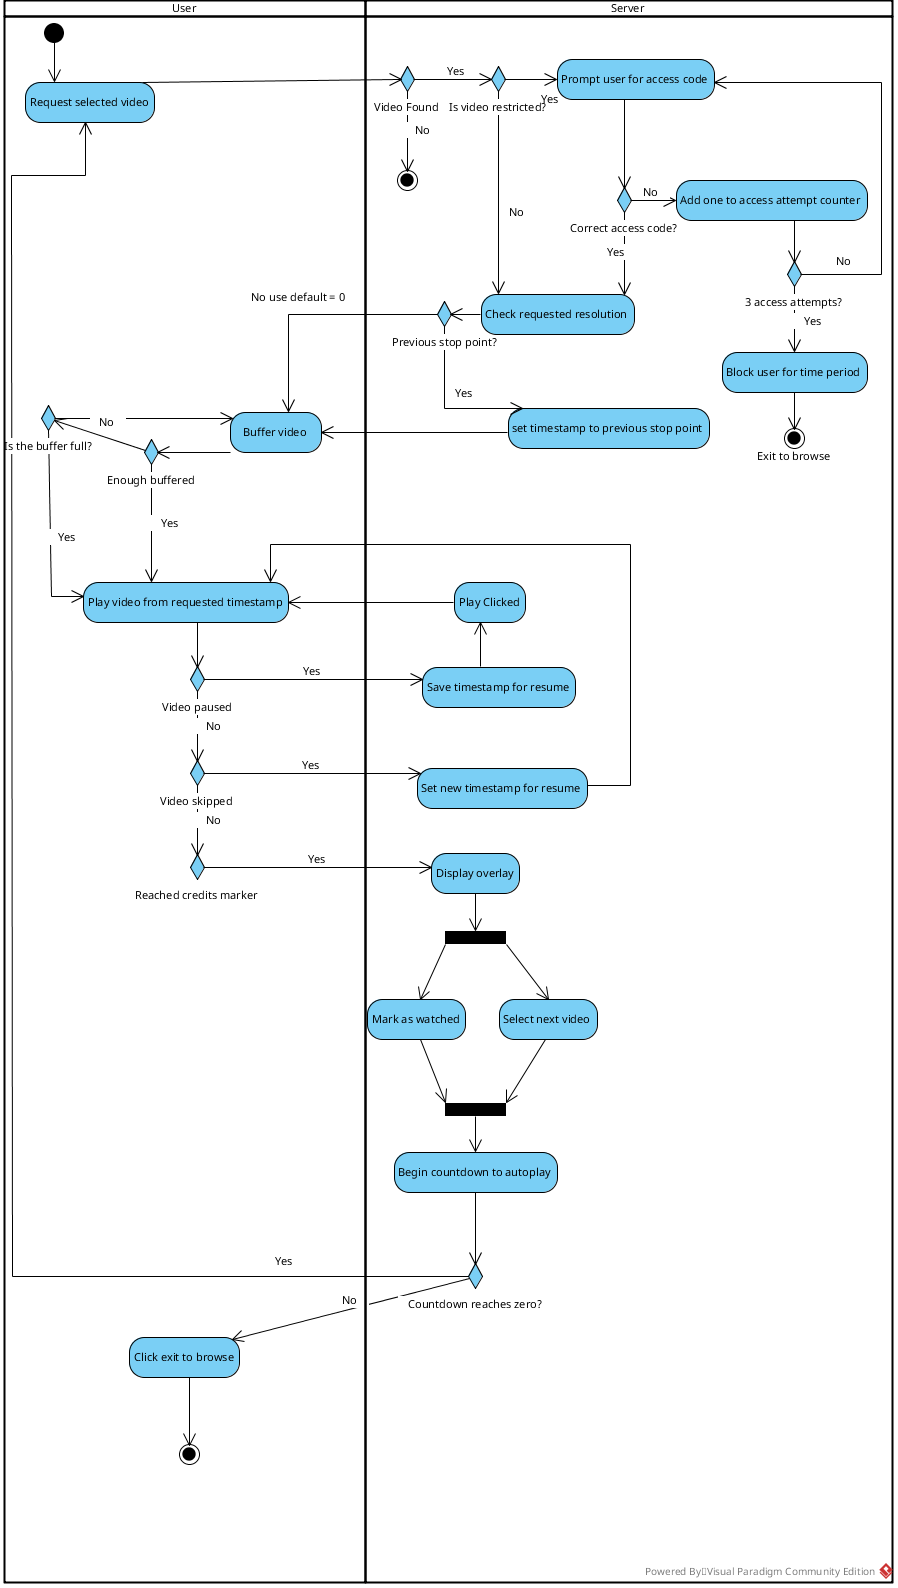 User
Server
Request selected video
Video Found
Yes
No
Is video restricted?
Yes
Prompt user for access code
No
Correct access code?
No
Yes
Add one to access attempt counter
No
3 access attempts?
Yes
Block user for time period
Exit to browse
Check requested resolution
Previous stop point?
No use default = 0
Yes
set timestamp to previous stop point
Buffer video
No
Is the buffer full?
Enough buffered
Yes
Yes
Play video from requested timestamp
Play Clicked
Yes
Save timestamp for resume
Video paused
No
Yes
Set new timestamp for resume
Video skipped
No
Yes
Display overlay
Reached credits marker
Mark as watched
Select next video
Begin countdown to autoplay
Yes
No
Countdown reaches zero?
Click exit to browse
Powered By Visual Paradigm Community Edition